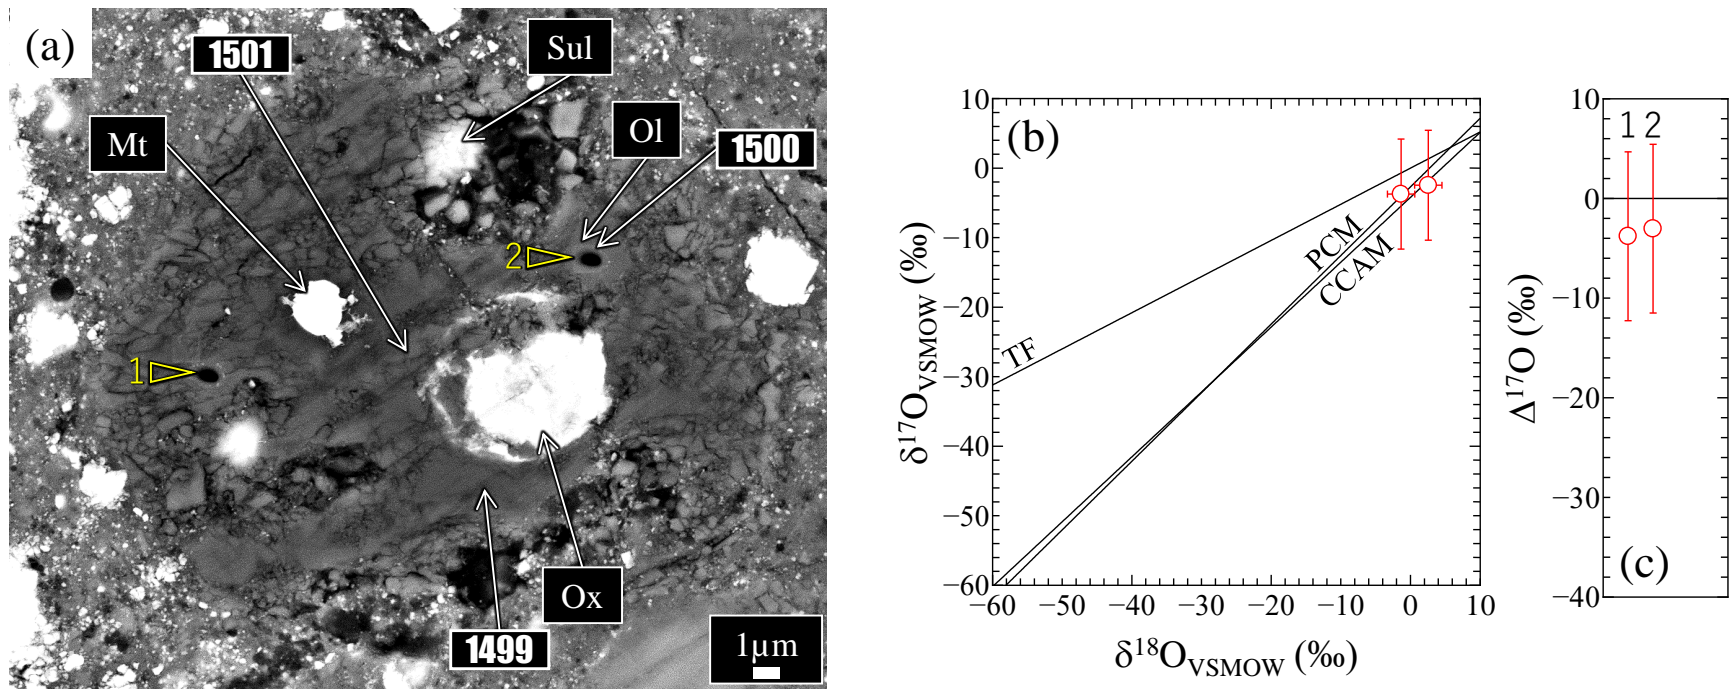 (a)
1501
Sul
Mt
Ol
1500
2
1
Ox
1499
1µm
(b)
10
0
−10
−20
−30
−40
−50
−60
δ¹⁷O_VSMOW (‰)
TF
PCM
CCAM
−60 −50 −40 −30 −20 −10 0 10
δ¹⁸O_VSMOW (‰)
10
0
−10
−20
−30
−40
Δ¹⁷O (‰)
1 2
(c)